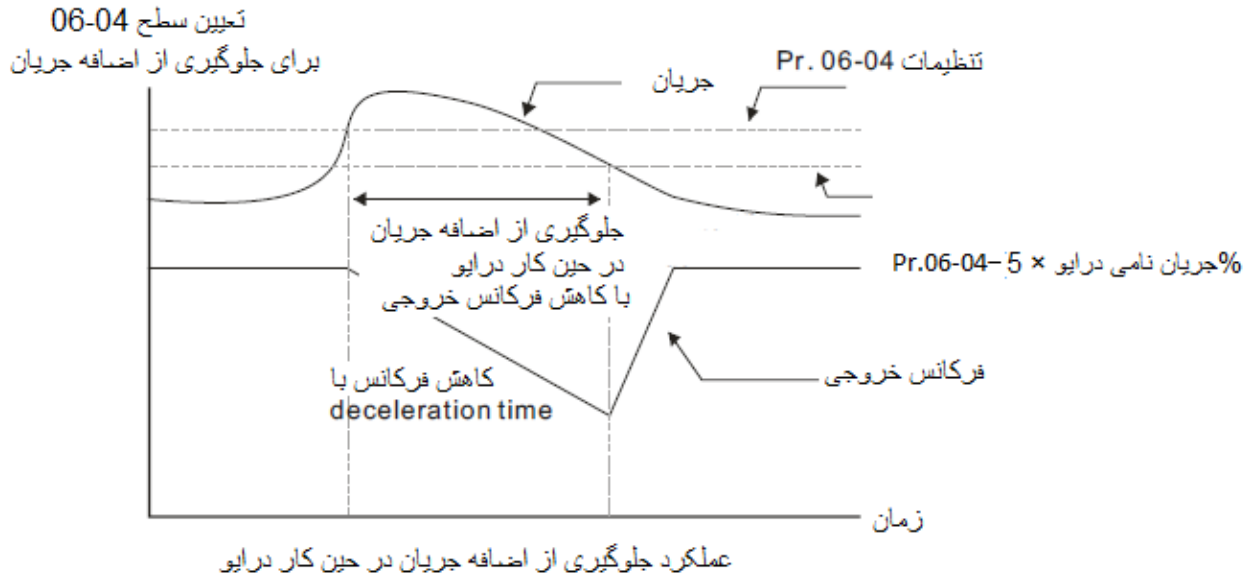 تعیین سطح 06-04
برای جلوگیری از اضافه جریان
تنظیمات Pr. 06-04
جریان
جلوگیری از اضافه جریان
در حین کار درایو
با کاهش فرکانس خروجی
Pr.06-04–5 × جریان نامی درایو%
کاهش فرکانس با
deceleration time
فرکانس خروجی
زمان
عملکرد جلوگیری از اضافه جریان در حین کار درایو